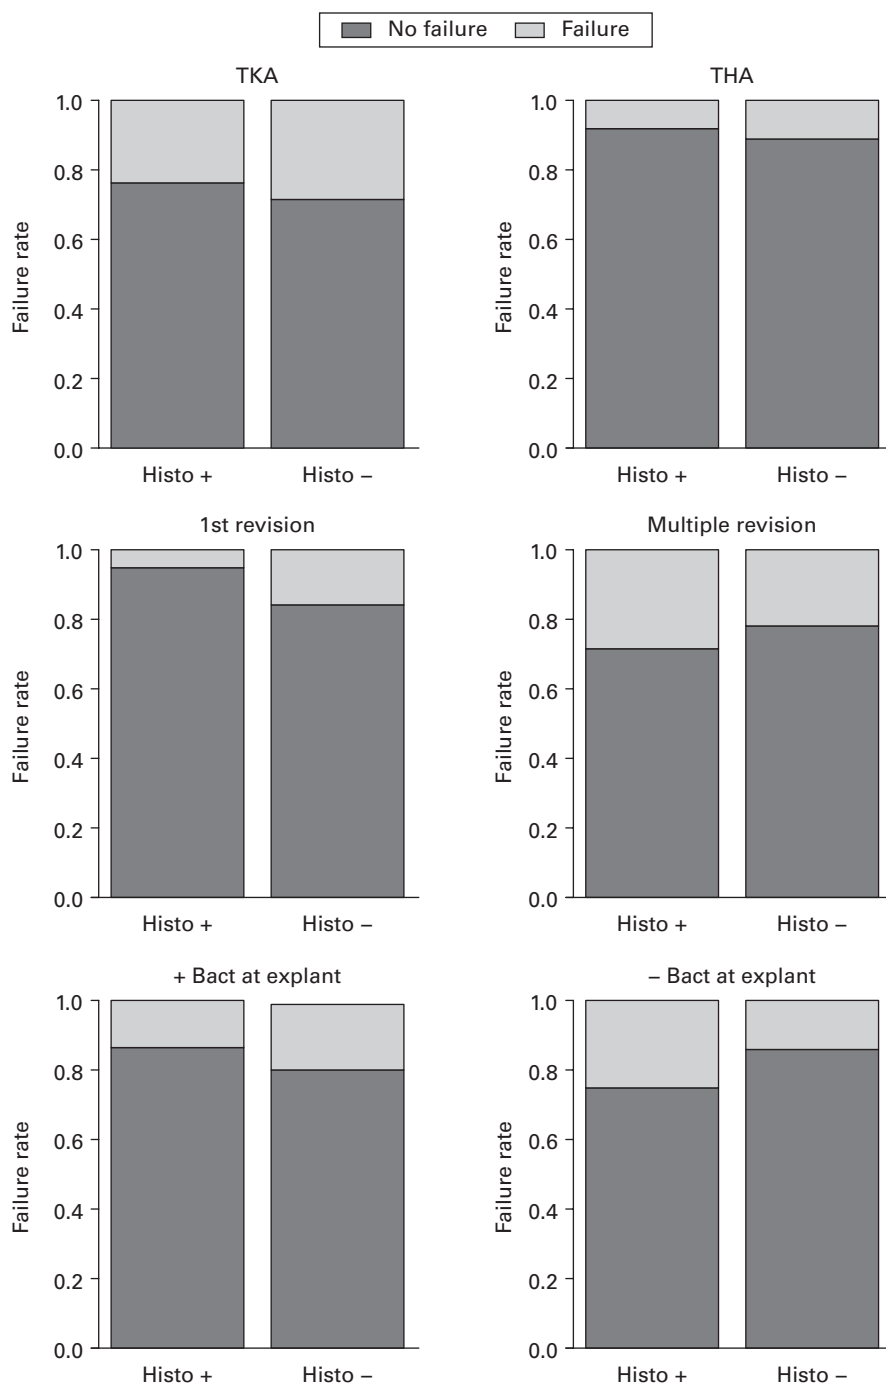 No failure Failure
TKA
1.0
0.8
0.6
0.4
0.2
0.0
Failure rate
Histo + Histo –
THA
1.0
0.8
0.6
0.4
0.2
0.0
Failure rate
Histo + Histo –
1st revision
1.0
0.8
0.6
0.4
0.2
0.0
Failure rate
Histo + Histo –
Multiple revision
1.0
0.8
0.6
0.4
0.2
0.0
Failure rate
Histo + Histo –
+ Bact at explant
1.0
0.8
0.6
0.4
0.2
0.0
Failure rate
Histo + Histo –
– Bact at explant
1.0
0.8
0.6
0.4
0.2
0.0
Failure rate
Histo + Histo –